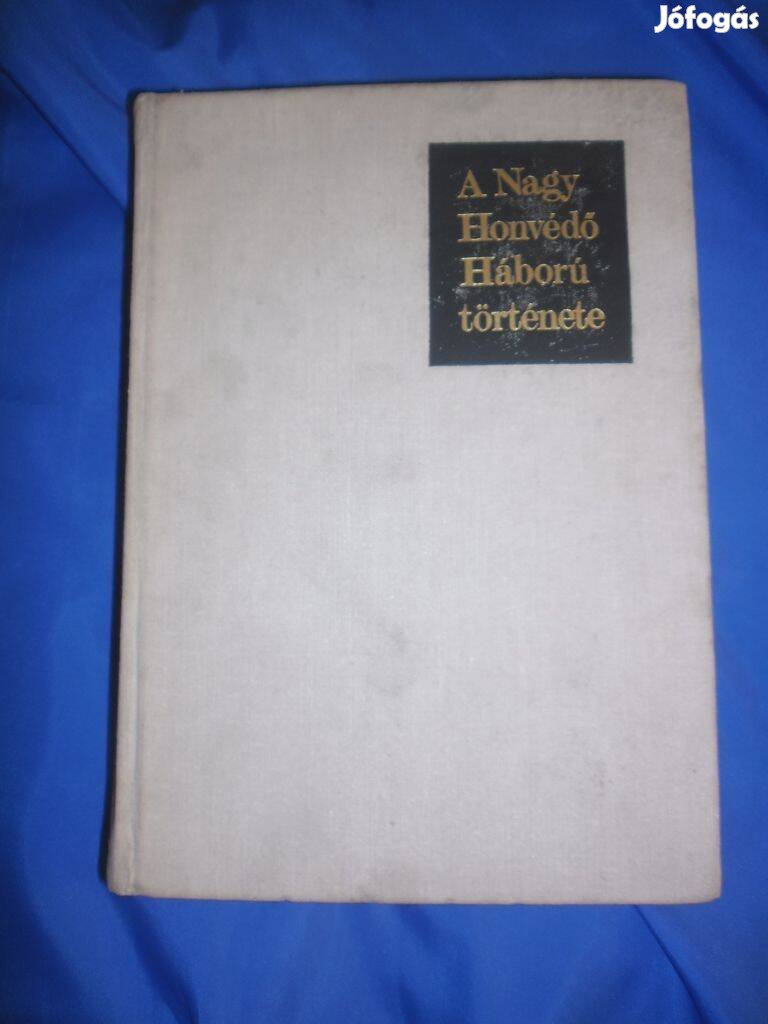 Jófogás
A Nagy
Honvédő
Háború
története